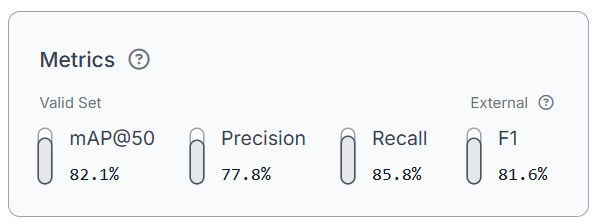 Metrics ?
Valid Set External ?
mAP@50 Precision Recall F1
82.1% 77.8% 85.8% 81.6%